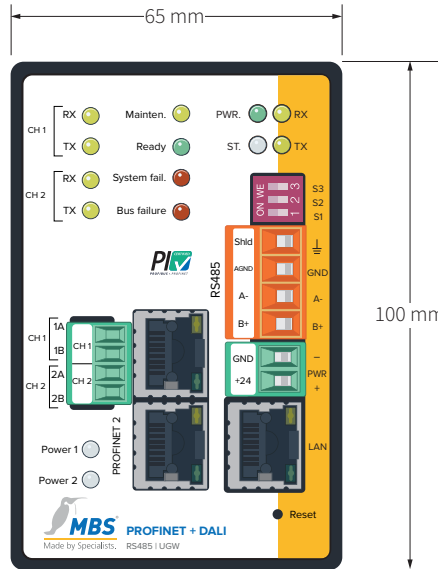 65 mm
RX
Mainten.
PWR.
RX
CH 1
TX
Ready
ST.
TX
RX
System fail.
CH 2
TX
Bus failure
ON WE
1 2 3
S3
S2
S1
PI
PROFIBUS • PROFINET
RS485
Shld
AGND
GND
A-
A-
B+
B+
100 mm
CH 1
1A
1B
CH 1
CH 2
2A
2B
CH 2
GND
–
+24
PWR
+
PROFINET 2
LAN
Power 1
Power 2
Reset
MBS
Made by Specialists.
PROFINET + DALI
RS485 | UGW